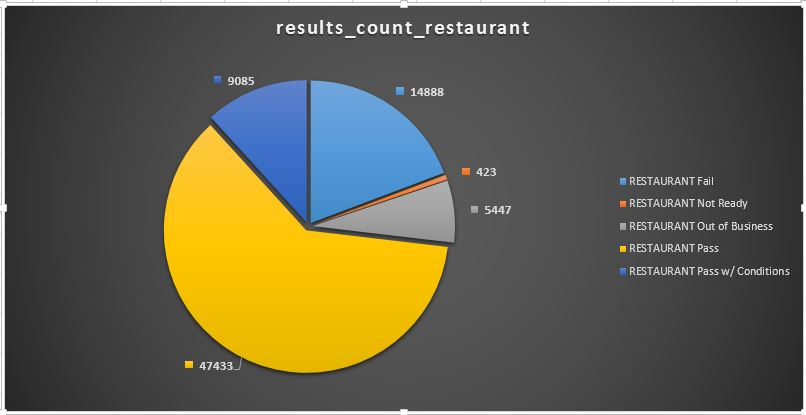 results_count_restaurant
9085
14888
423
5447
47433
RESTAURANT Fail
RESTAURANT Not Ready
RESTAURANT Out of Business
RESTAURANT Pass
RESTAURANT Pass w/ Conditions